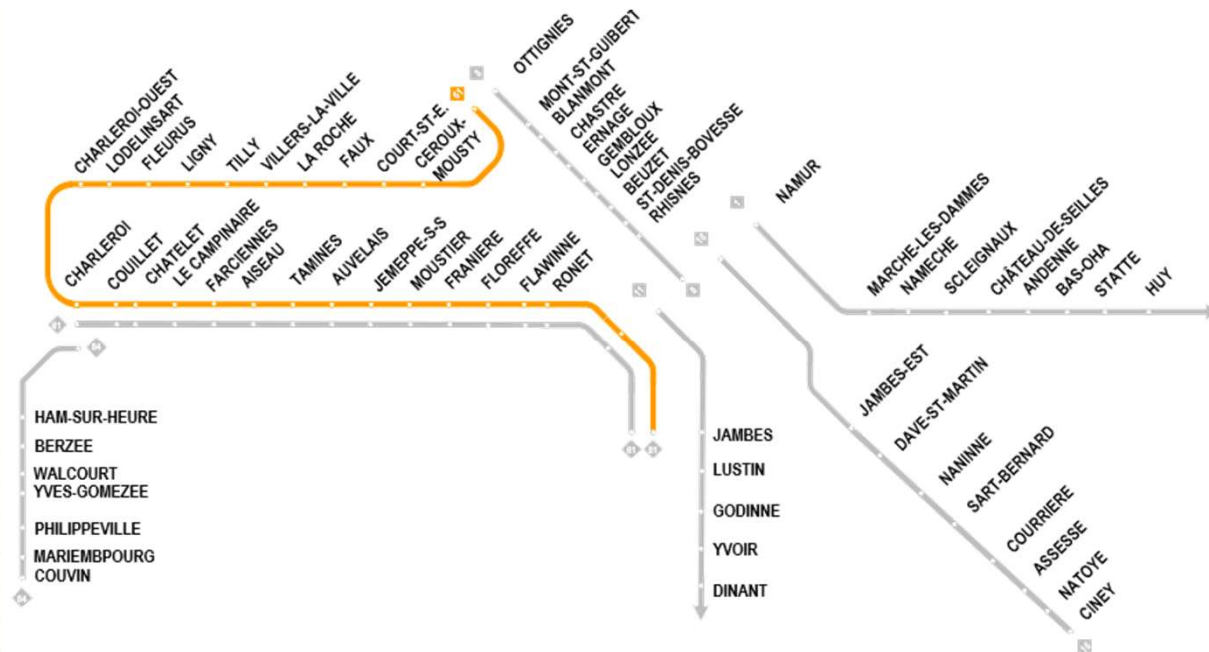 CHARLEROI-OUEST
LODELINSART
FLEURUS
LIGNY
TILLY
VILLERS-LA-VILLE
LA ROCHE
FAUX
COURT-ST-E.
CEROUX-
MOUSTY
OTTIGNIES
MONT-ST-GUIBERT
BLANMONT
CHASTRE
ERNAGE
GEMBLOUX
LONZEE
BEUZET
ST-DENIS-BOVESSE
RHISNES
NAMUR
MARCHE-LES-DAMMES
NAMECHE
SCLEIGNAUX
CHÂTEAU-DE-SEILLES
ANDENNE
BAS-OHA
STATTE
HUY
CHARLEROI
COUILLET
CHATELET
LE CAMPINAIRE
FARCIENNES
AISEAU
TAMINES
AUVELAIS
JEMEPPE-S-S
MOUSTIER
FRANIERE
FLOREFFE
FLAWINNE
RONET
HAM-SUR-HEURE
BERZEE
WALCOURT
YVES-GOMEZEE
PHILIPPEVILLE
MARIEMBPOURG
COUVIN
JAMBES
LUSTIN
GODINNE
YVOIR
DINANT
JAMBES-EST
DAVE-ST-MARTIN
NANINNE
SART-BERNARD
COURRIERE
ASSESSE
NATOYE
CINEY